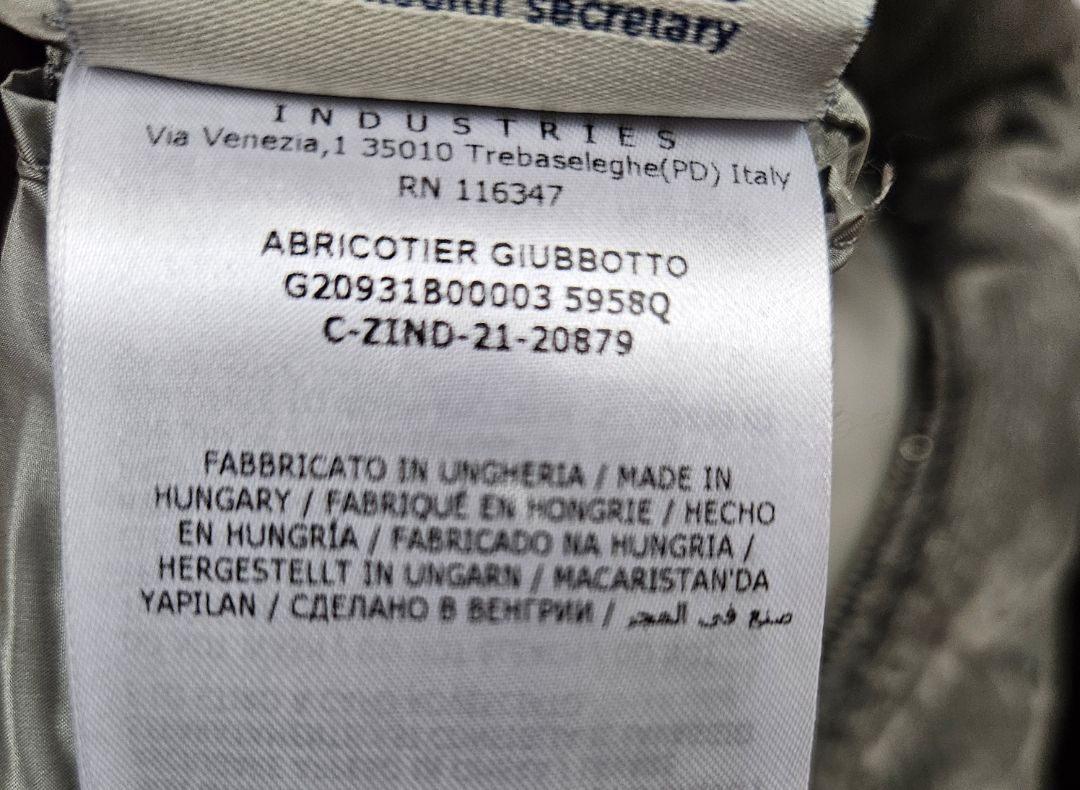 secretary
INDUSTRIES
Via Venezia,1 35010 Trebaseleghe(PD) Italy
RN 116347
ABRICOTIER GIUBBOTTO
G20931B00003 5958Q
C-ZIND-21-20879
FABBRICATO IN UNGHERIA / MADE IN
HUNGARY / FABRIQUÉ EN HONGRIE / HECHO
EN HUNGRÍA / FABRICADO NA HUNGRIA /
HERGESTELLT IN UNGARN / MACARISTAN'DA
YAPILAN / СДЕЛАНО В ВЕНГРИИ / صنع في المجر